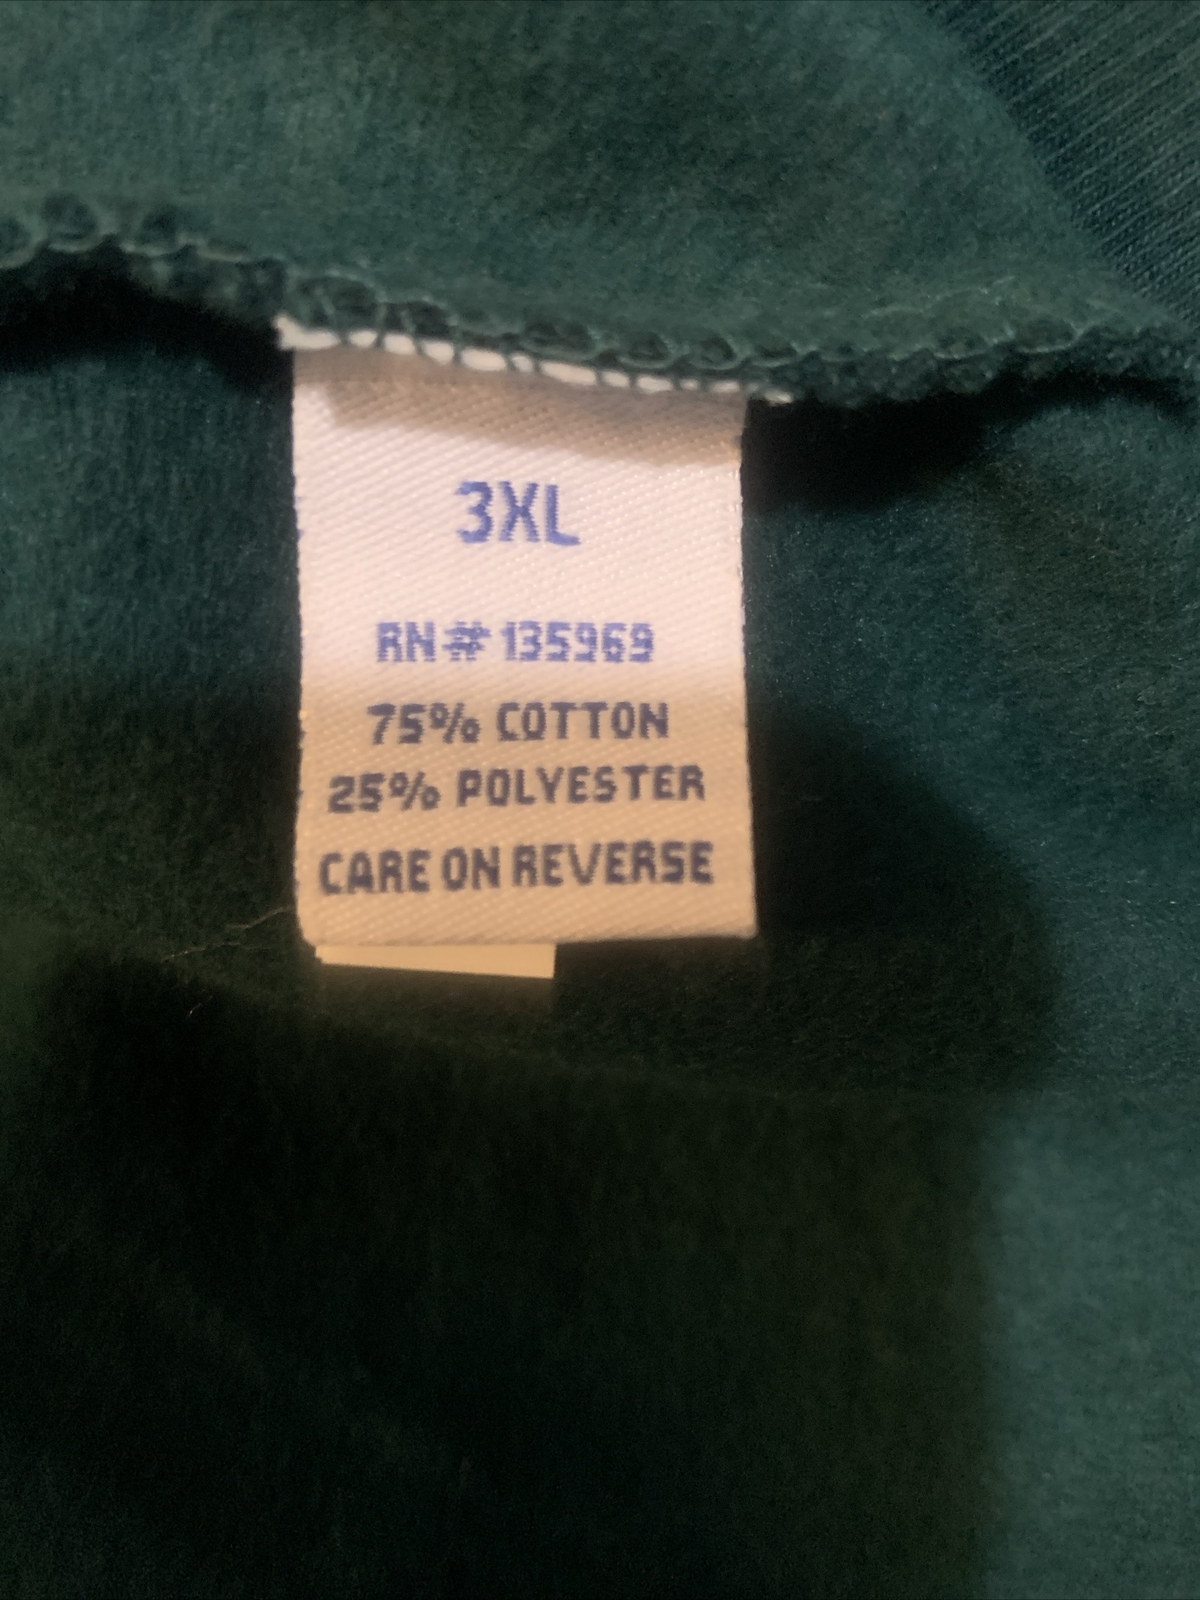 3XL
RN# 135969
75% COTTON
25% POLYESTER
CARE ON REVERSE